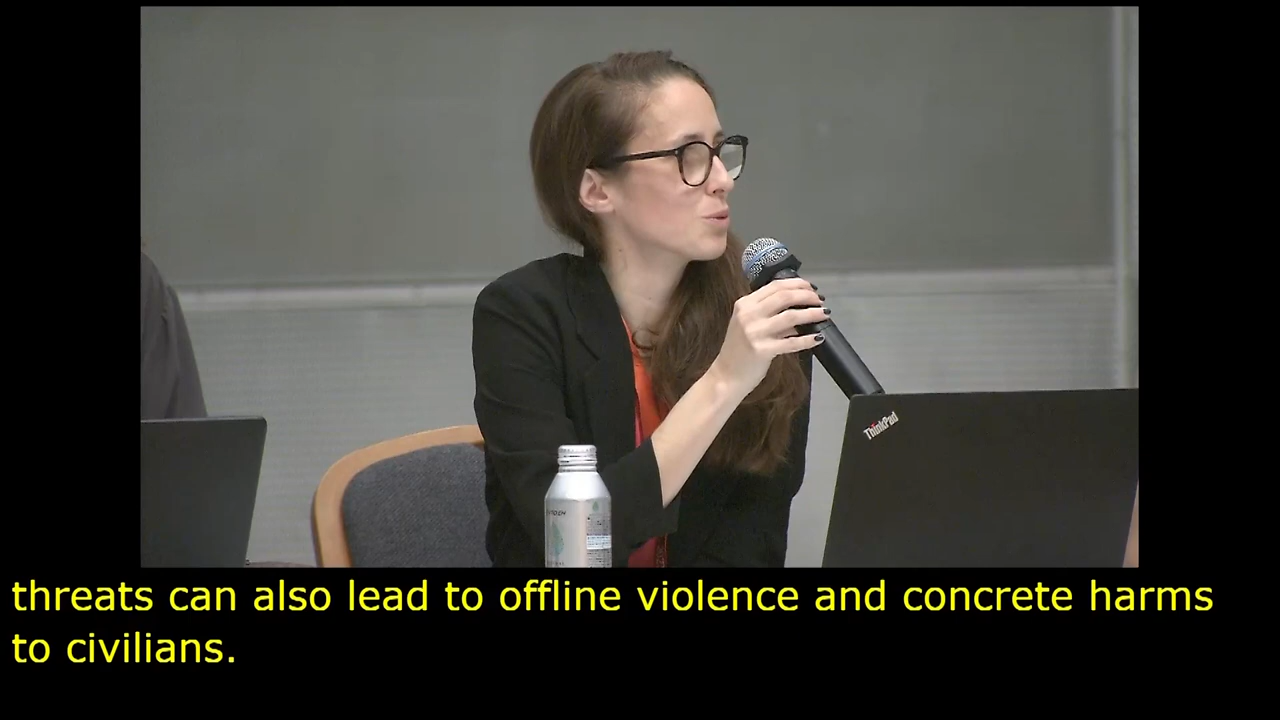 ThinkPad
threats can also lead to offline violence and concrete harms
to civilians.